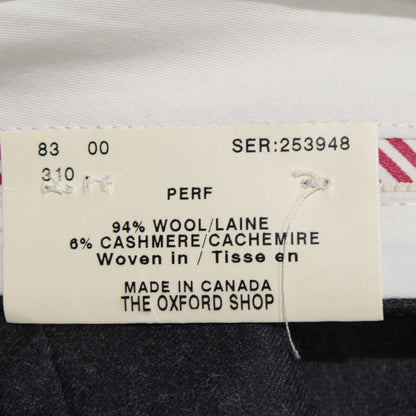 83 00 SER:253948
310
PERF
94% WOOL/LAINE
6% CASHMERE/CACHEMIRE
Woven in / Tisse en
MADE IN CANADA
THE OXFORD SHOP